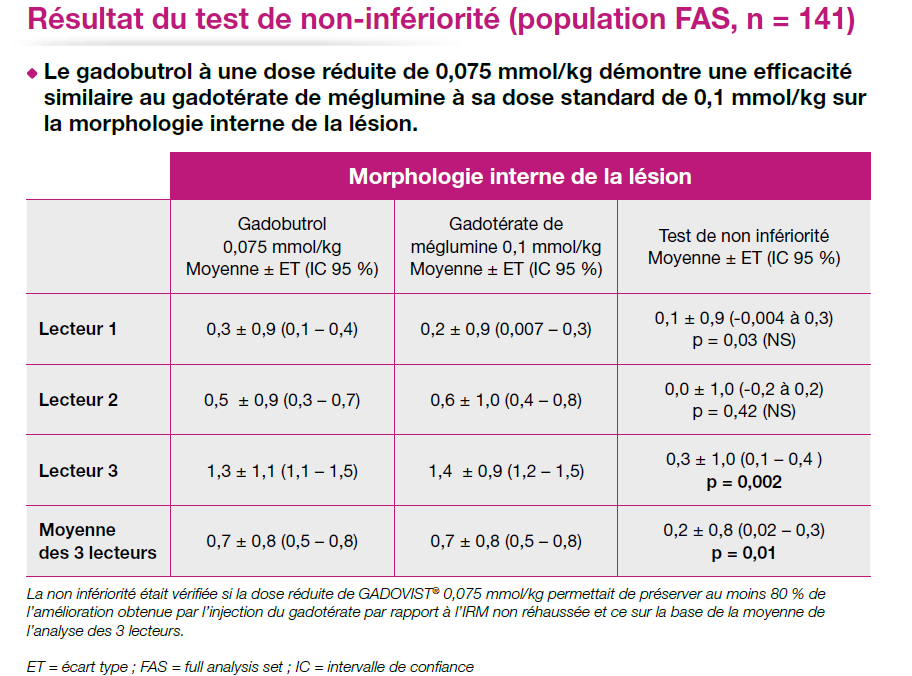 Résultat du test de non-infériorité (population FAS, n = 141)
◆ Le gadobutrol à une dose réduite de 0,075 mmol/kg démontre une efficacité
similaire au gadotérate de méglumine à sa dose standard de 0,1 mmol/kg sur
la morphologie interne de la lésion.
Morphologie interne de la lésion
Gadobutrol
0,075 mmol/kg
Moyenne ± ET (IC 95 %)
Gadotérate de
méglumine 0,1 mmol/kg
Moyenne ± ET (IC 95 %)
Test de non infériorité
Moyenne ± ET (IC 95 %)
Lecteur 1
0,3 ± 0,9 (0,1 – 0,4)
0,2 ± 0,9 (0,007 – 0,3)
0,1 ± 0,9 (-0,004 à 0,3)
p = 0,03 (NS)
Lecteur 2
0,5 ± 0,9 (0,3 – 0,7)
0,6 ± 1,0 (0,4 – 0,8)
0,0 ± 1,0 (-0,2 à 0,2)
p = 0,42 (NS)
Lecteur 3
1,3 ± 1,1 (1,1 – 1,5)
1,4 ± 0,9 (1,2 – 1,5)
0,3 ± 1,0 (0,1 – 0,4 )
p = 0,002
Moyenne
des 3 lecteurs
0,7 ± 0,8 (0,5 – 0,8)
0,7 ± 0,8 (0,5 – 0,8)
0,2 ± 0,8 (0,02 – 0,3)
p = 0,01
La non infériorité était vérifiée si la dose réduite de GADOVIST® 0,075 mmol/kg permettait de préserver au moins 80 % de
l'amélioration obtenue par l'injection du gadotérate par rapport à l'IRM non réhaussée et ce sur la base de la moyenne de
l'analyse des 3 lecteurs.
ET = écart type ; FAS = full analysis set ; IC = intervalle de confiance